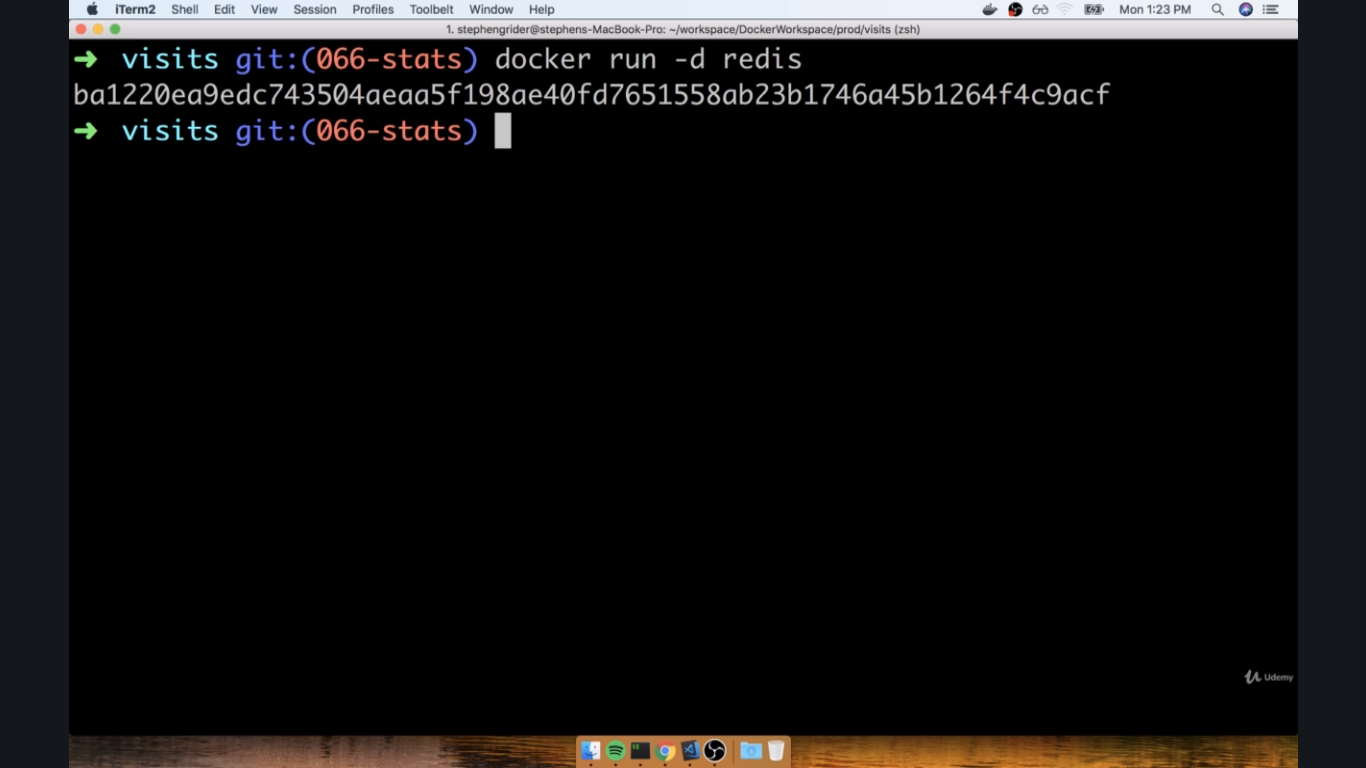 iTerm2 Shell Edit View Session Profiles Toolbelt Window Help Mon 1:23 PM
1. stephengrider@stephens-MacBook-Pro: ~/workspace/DockerWorkspace/prod/visits (zsh)
➜ visits git:(066-stats) docker run -d redis
ba1220ea9edc743504aeaa5f198ae40fd7651558ab23b1746a45b1264f4c9acf
➜ visits git:(066-stats)
Udemy